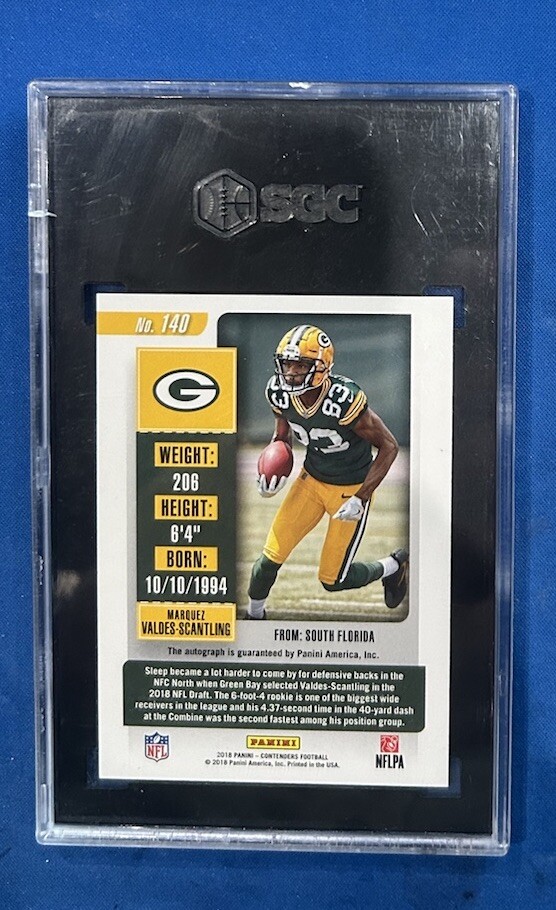 SGC
No. 140
G
G
83
83
WEIGHT:
206
HEIGHT:
6'4"
BORN:
10/10/1994
MARQUEZ
VALDES-SCANTLING
FROM: SOUTH FLORIDA
The autograph is guaranteed by Panini America, Inc.
Sleep became a lot harder to come by for defensive backs in the
NFC North when Green Bay selected Valdes-Scantling in the
2018 NFL Draft. The 6-foot-4 rookie is one of the biggest wide
receivers in the league and his 4.37-second time in the 40-yard dash
at the Combine was the second fastest among his position group.
NFL
PANINI
2018 PANINI - CONTENDERS FOOTBALL
© 2018 Panini America, Inc. Printed in the USA.
NFLPA